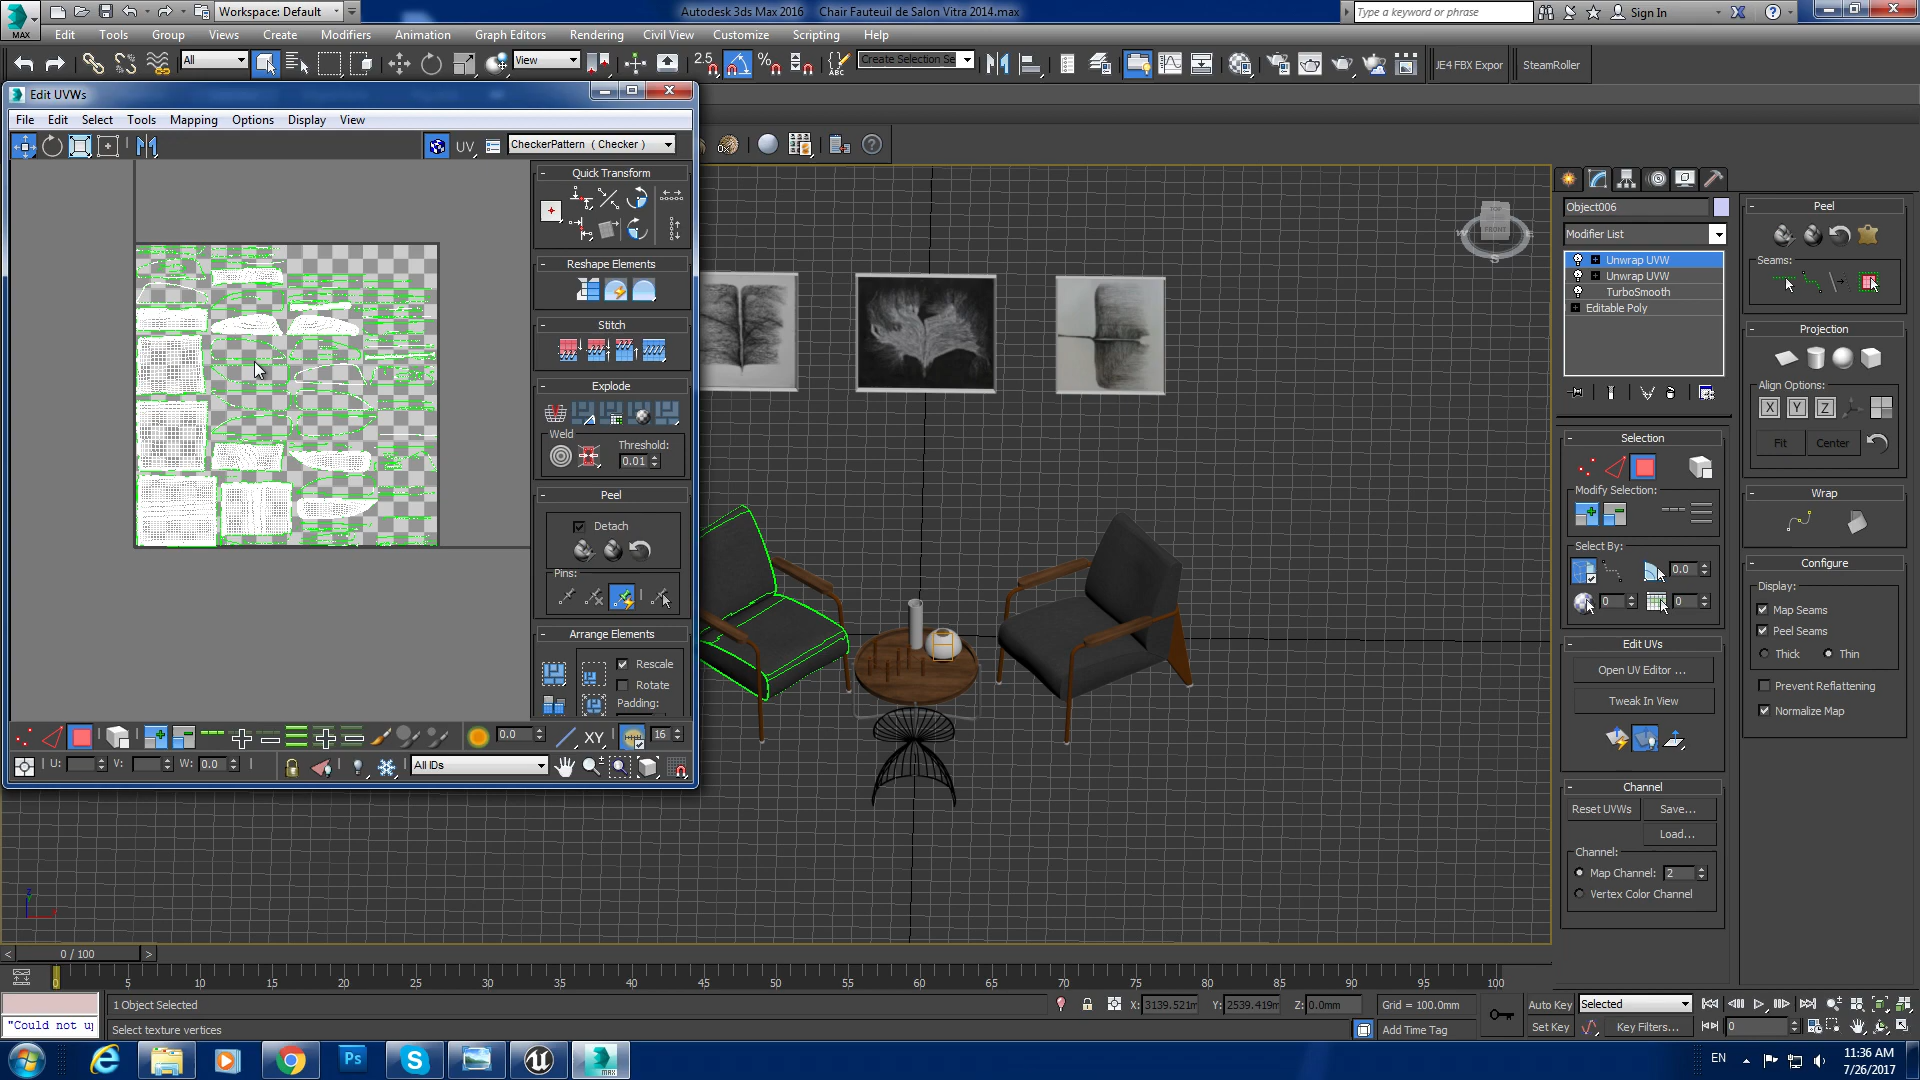 MAX
Workspace: Default
Autodesk 3ds Max 2016    Chair Fauteuil de Salon Vitra 2014.max
Type a keyword or phrase
Sign In
Edit
Tools
Group
Views
Create
Modifiers
Animation
Graph Editors
Rendering
Civil View
Customize
Scripting
Help
All
View
2.5
ABC
Create Selection Se
JE4 FBX Expor
SteamRoller
Edit UVWs
File
Edit
Select
Tools
Mapping
Options
Display
View
UV
CheckerPattern ( Checker )
Quick Transform
Reshape Elements
Stitch
Explode
Weld
Threshold:
0.01
Peel
Detach
Pins:
Arrange Elements
Rescale
Rotate
Padding:
0.0
XY
16
U:
V:
W: 0.0
All IDs
TOP
FRONT
W
S
Object006
Modifier List
Unwrap UVW
Unwrap UVW
TurboSmooth
Editable Poly
Selection
Modify Selection:
Select By:
0.0
0
0
Edit UVs
Open UV Editor ...
Tweak In View
Channel
Reset UVWs
Save...
Load...
Channel:
Map Channel: 2
Vertex Color Channel
Peel
Seams:
Projection
Align Options:
X
Y
Z
Fit
Center
Wrap
Configure
Display:
Map Seams
Peel Seams
Thick
Thin
Prevent Reflattening
Normalize Map
< 0 / 100 >
0 5 10 15 20 25 30 35 40 45 50 55 60 65 70 75 80 85 90 95 100
1 Object Selected
X: 3139.521m
Y: 2539.419m
Z: 0.0mm
Grid = 100.0mm
Auto Key
Selected
"Could not u
Select texture vertices
Add Time Tag
Set Key
Key Filters...
0
Ps
MAX
EN
11:36 AM
7/26/2017